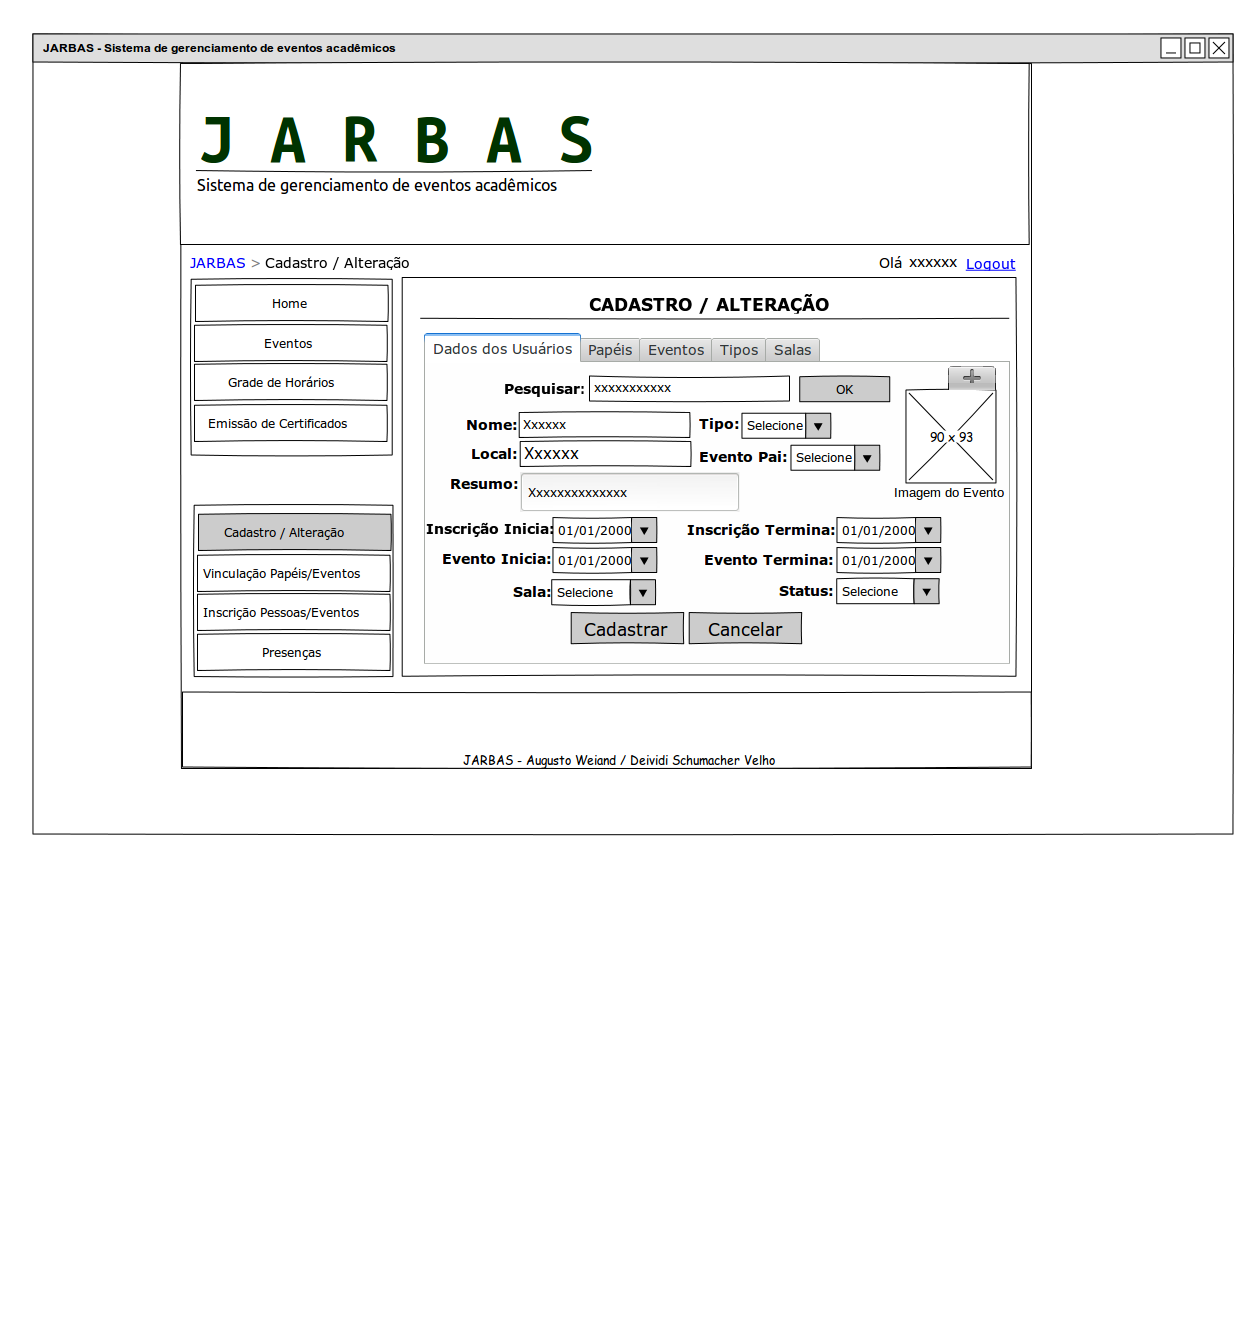 JARBAS - Sistema de gerenciamento de eventos acadêmicos
J A R B A S
Sistema de gerenciamento de eventos acadêmicos
JARBAS > Cadastro / Alteração
Olá xxxxxx Logout
Home
Eventos
Grade de Horários
Emissão de Certificados
Cadastro / Alteração
Vinculação Papéis/Eventos
Inscrição Pessoas/Eventos
Presenças
CADASTRO / ALTERAÇÃO
Dados dos Usuários Papéis Eventos Tipos Salas
Pesquisar: xxxxxxxxxxx OK
Nome: Xxxxxx Tipo: Selecione
90 x 93
Local: Xxxxxx Evento Pai: Selecione
Resumo: Xxxxxxxxxxxxxx
Imagem do Evento
Inscrição Inicia: 01/01/2000 Inscrição Termina: 01/01/2000
Evento Inicia: 01/01/2000 Evento Termina: 01/01/2000
Sala: Selecione Status: Selecione
Cadastrar Cancelar
JARBAS - Augusto Weiand / Deividi Schumacher Velho